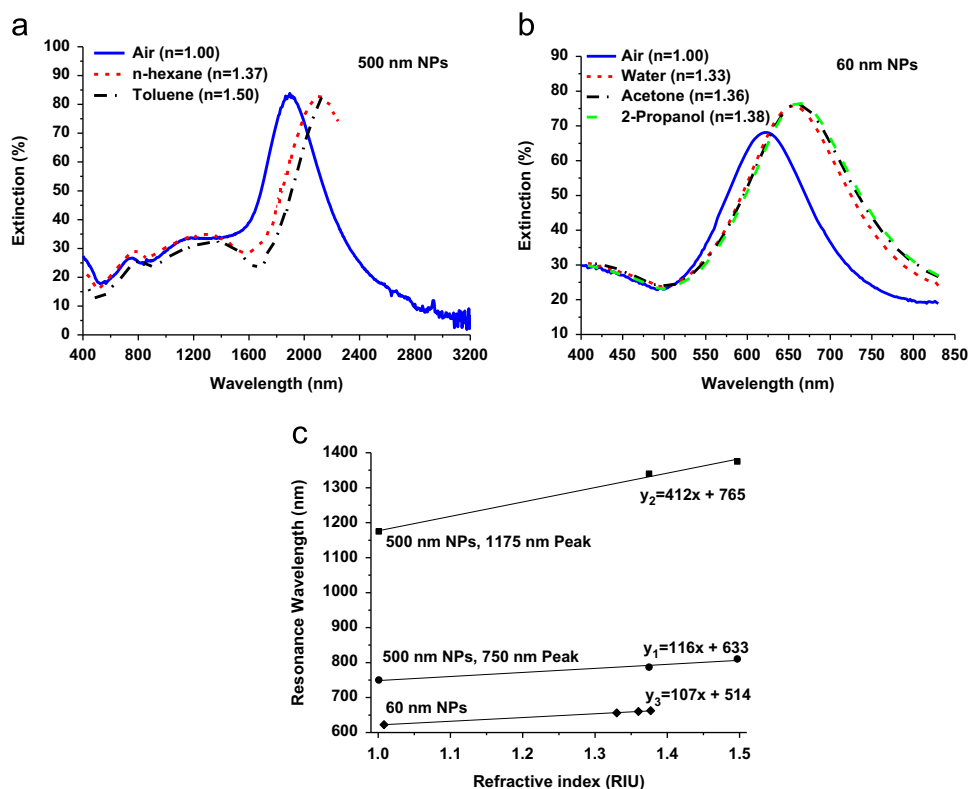 a
Air (n=1.00)
n-hexane (n=1.37)
Toluene (n=1.50)
500 nm NPs
100
90
80
70
60
50
40
30
20
10
0
Extinction (%)
400 800 1200 1600 2000 2400 2800 3200
Wavelength (nm)
b
Air (n=1.00)
Water (n=1.33)
Acetone (n=1.36)
2-Propanol (n=1.38)
60 nm NPs
90
80
70
60
50
40
30
20
10
Extinction (%)
400 450 500 550 600 650 700 750 800 850
Wavelength (nm)
c
1400
1300
1200
1100
1000
900
800
700
600
Resonance Wavelength (nm)
y2=412x + 765
500 nm NPs, 1175 nm Peak
y1=116x + 633
500 nm NPs, 750 nm Peak
y3=107x + 514
60 nm NPs
1.0 1.1 1.2 1.3 1.4 1.5
Refractive index (RIU)